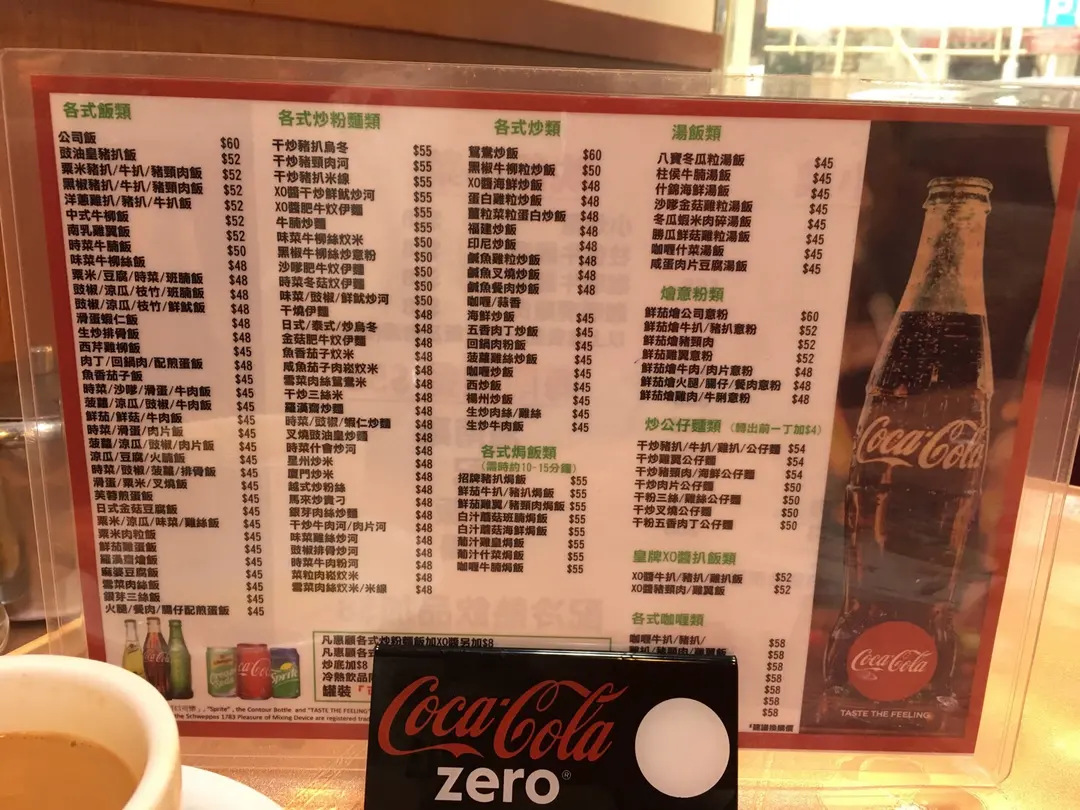 各式飯類
公司飯 $60
豉油皇豬扒飯 $52
粟米豬扒/牛扒/豬頸肉飯 $52
黑椒豬扒/牛扒/豬頸肉飯 $52
洋蔥雞扒/豬扒/牛扒飯 $52
中式牛柳飯 $52
南乳雞翼飯 $52
時菜牛腩飯 $52
味菜牛柳絲飯 $48
粟米/豆腐/時菜/班腩飯 $48
豉椒/涼瓜/枝竹/班腩飯 $48
豉椒/涼瓜/枝竹/鮮魷飯 $48
滑蛋蝦仁飯 $48
生炒排骨飯 $48
西芹雞柳飯 $45
肉丁/回鍋肉/配煎蛋飯 $48
魚香茄子飯 $45
時菜/沙嗲/滑蛋/牛肉飯 $45
菠蘿/涼瓜/豉椒/牛肉飯 $45
鮮茄/鮮菇/牛肉飯 $45
時菜/滑蛋/肉片飯 $45
菠蘿/涼瓜/豉椒/肉片飯 $45
涼瓜/豆腐/火腩飯 $45
時菜/豉椒/菠蘿/排骨飯 $45
滑蛋/粟米/叉燒飯 $45
芙蓉煎蛋飯 $45
日式金菇豆腐飯 $45
粟米/涼瓜/味菜/雞絲飯 $45
粟米肉粒飯 $45
鮮茄雞蛋飯 $45
羅漢齋燴飯 $45
麻婆豆腐飯 $45
雪菜肉絲飯 $45
銀芽三絲飯 $45
火腿/餐肉/腸仔配煎蛋飯 $45
各式炒粉麵類
干炒豬扒烏冬 $55
干炒豬頸肉河 $55
干炒豬扒米線 $55
XO醬干炒鮮魷炒河 $55
XO醬肥牛炆伊麵 $55
牛腩炒麵 $55
味菜牛柳絲炆米 $50
黑椒牛柳絲炒意粉 $50
沙嗲肥牛炆伊麵 $50
時菜冬菇炆伊麵 $50
味菜/豉椒/鮮魷炒河 $50
干燒伊麵 $48
日式/泰式/炒烏冬 $48
金菇肥牛炆伊麵 $48
魚香茄子炆米 $48
咸魚茄子肉崧炆米 $48
雪菜肉絲鴛鴦米 $48
干炒三絲米 $48
羅漢齋炒麵 $48
時菜/豉椒/蝦仁炒麵 $48
叉燒豉油皇炒麵 $48
時菜什會炒河 $48
星州炒米 $48
廈門炒米 $48
越式炒粉絲 $48
馬來炒貴刁 $48
銀芽肉絲炒麵 $48
干炒牛肉河/肉片河 $48
味菜雞絲炒河 $48
豉椒排骨炒河 $48
時菜牛肉炒河 $48
菜粒肉崧炆米 $48
雪菜肉絲炆米/米線 $48
各式炒類
鴛鴦炒飯 $60
黑椒牛柳粒炒飯 $50
XO醬海鮮炒飯 $48
蛋白雞粒炒飯 $48
薑粒菜粒蛋白炒飯 $48
福建炒飯 $48
印尼炒飯 $48
鹹魚雞粒炒飯 $48
鹹魚叉燒炒飯 $48
鹹魚餐肉炒飯 $48
咖喱/蒜香
海鮮炒飯 $45
五香肉丁炒飯 $45
回鍋肉粉飯 $45
菠蘿雞絲炒飯 $45
咖喱炒飯 $45
西炒飯 $45
楊州炒飯 $45
生炒肉絲/雞絲 $45
生炒牛肉飯 $45
各式焗飯類
(需時約10-15分鐘)
招牌豬扒焗飯 $55
鮮茄牛扒/豬扒焗飯 $55
鮮茄雞翼/豬頸肉焗飯 $55
白汁蘑菇班腩焗飯 $55
白汁蘑菇海鮮焗飯 $55
葡汁雞皇焗飯 $55
葡汁什菜焗飯 $55
咖喱牛腩焗飯 $55
湯飯類
八寶冬瓜粒湯飯 $45
柱侯牛腩湯飯 $45
什錦海鮮湯飯 $45
沙嗲金菇雞粒湯飯 $45
冬瓜蝦米肉碎湯飯 $45
勝瓜鮮菇雞粒湯飯 $45
咖喱什菜湯飯 $45
咸蛋肉片豆腐湯飯 $45
燴意粉類
鮮茄燴公司意粉 $60
鮮茄燴牛扒/豬扒意粉 $52
鮮茄燴豬頸肉 $52
鮮茄雞翼意粉 $52
鮮茄燴牛肉/肉片意粉 $48
鮮茄燴火腿/腸仔/餐肉意粉 $48
鮮茄燴雞肉/牛脷意粉 $48
炒公仔麵類 (轉出前一丁加$4)
干炒豬扒/牛扒/雞扒/公仔麵 $54
干炒雞翼公仔麵 $54
干炒豬頸肉/海鮮公仔麵 $54
干炒肉片公仔麵 $50
干粉三絲/雞絲公仔麵 $50
干炒叉燒公仔麵 $50
干粉五香肉丁公仔麵 $50
皇牌XO醬扒飯類
XO醬牛扒/豬扒/雞扒飯 $52
XO醬豬頸肉/雞翼飯 $52
各式咖喱類
咖喱牛扒/豬扒/ $58
$58
$58
$58
$58
$58
凡惠顧各式炒粉麵飯加XO醬另加$8
凡惠顧各式
炒底加$8
冷熱飲品
罐裝
"Sprite", the Contour Bottle and "TASTE THE FEELING"
the Schweppes 1783 Pleasure of Mixing Device are registered
Coca-Cola
Coca-Cola
TASTE THE FEELING
Coca-Cola
zero